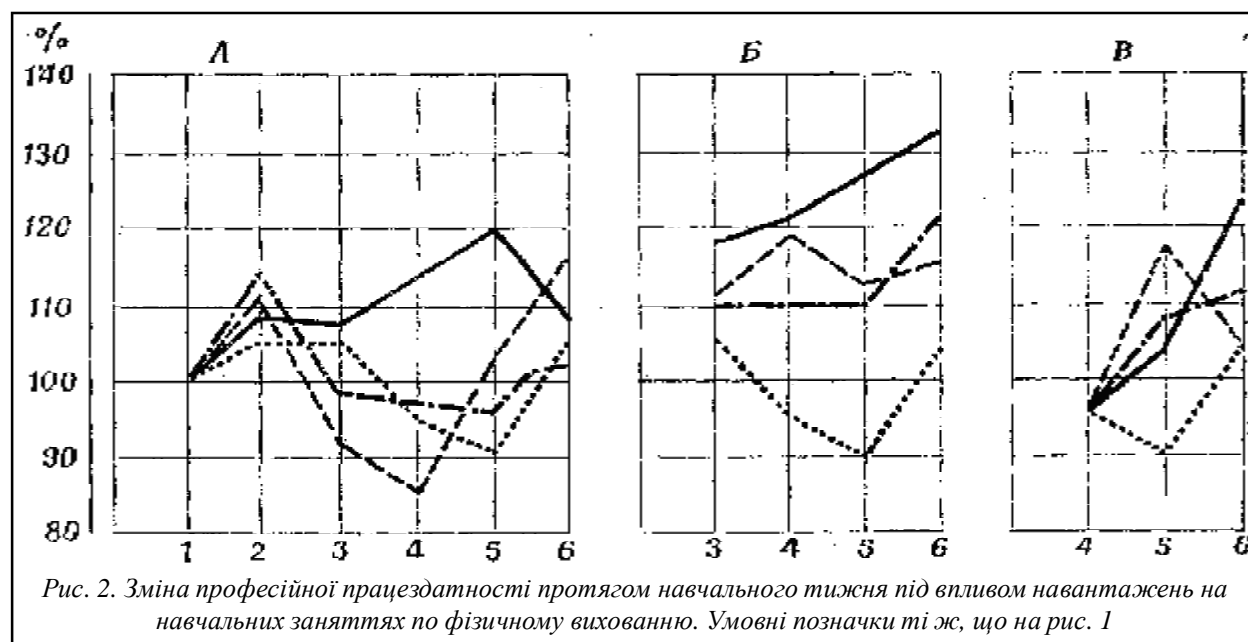 % А Б В
140
130
120
110
100
90
80
1 2 3 4 5 6 3 4 5 6 4 5 6
Рис. 2. Зміна професійної працездатності протягом навчального тижня під впливом навантажень на
навчальних заняттях по фізичному вихованню. Умовні позначки ті ж, що на рис. 1